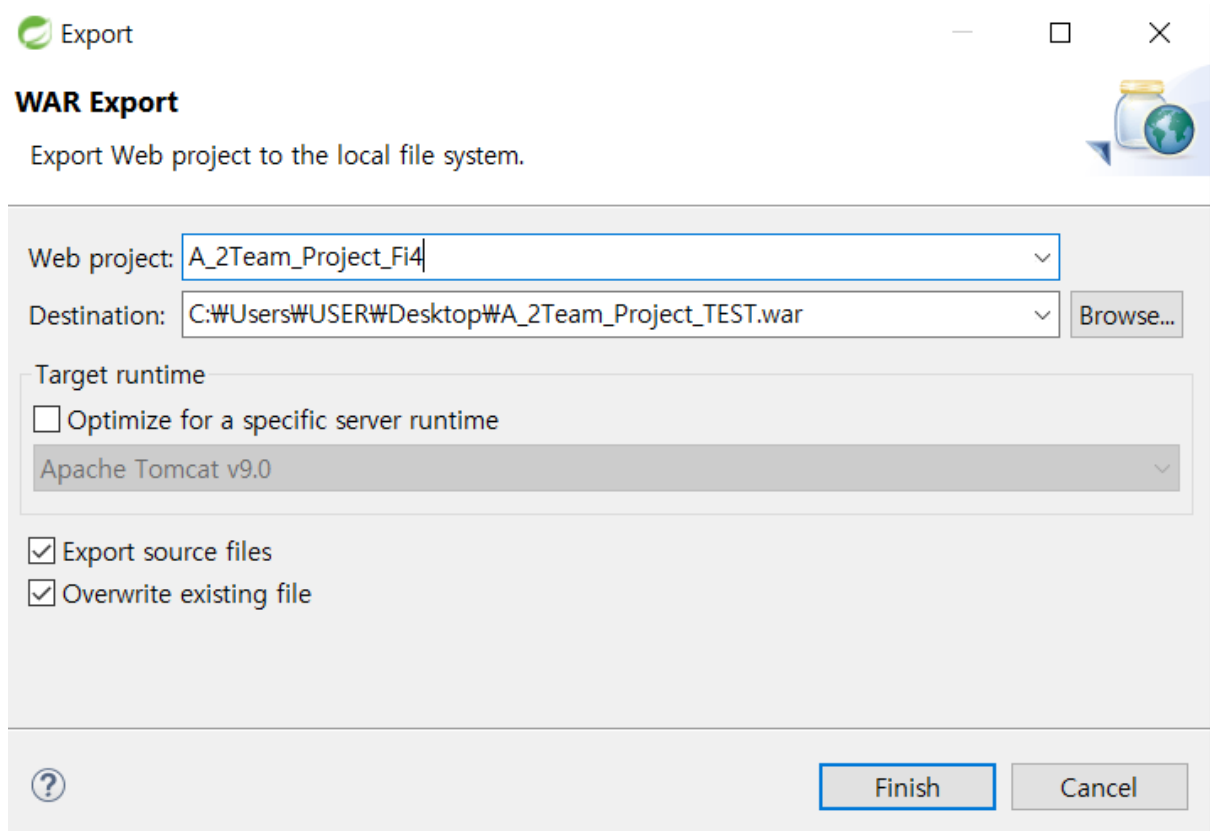 Export
WAR Export
Export Web project to the local file system.
Web project: A_2Team_Project_Fi4
Destination: C:₩Users₩USER₩Desktop₩A_2Team_Project_TEST.war Browse...
Target runtime
Optimize for a specific server runtime
Apache Tomcat v9.0
Export source files
Overwrite existing file
? Finish Cancel